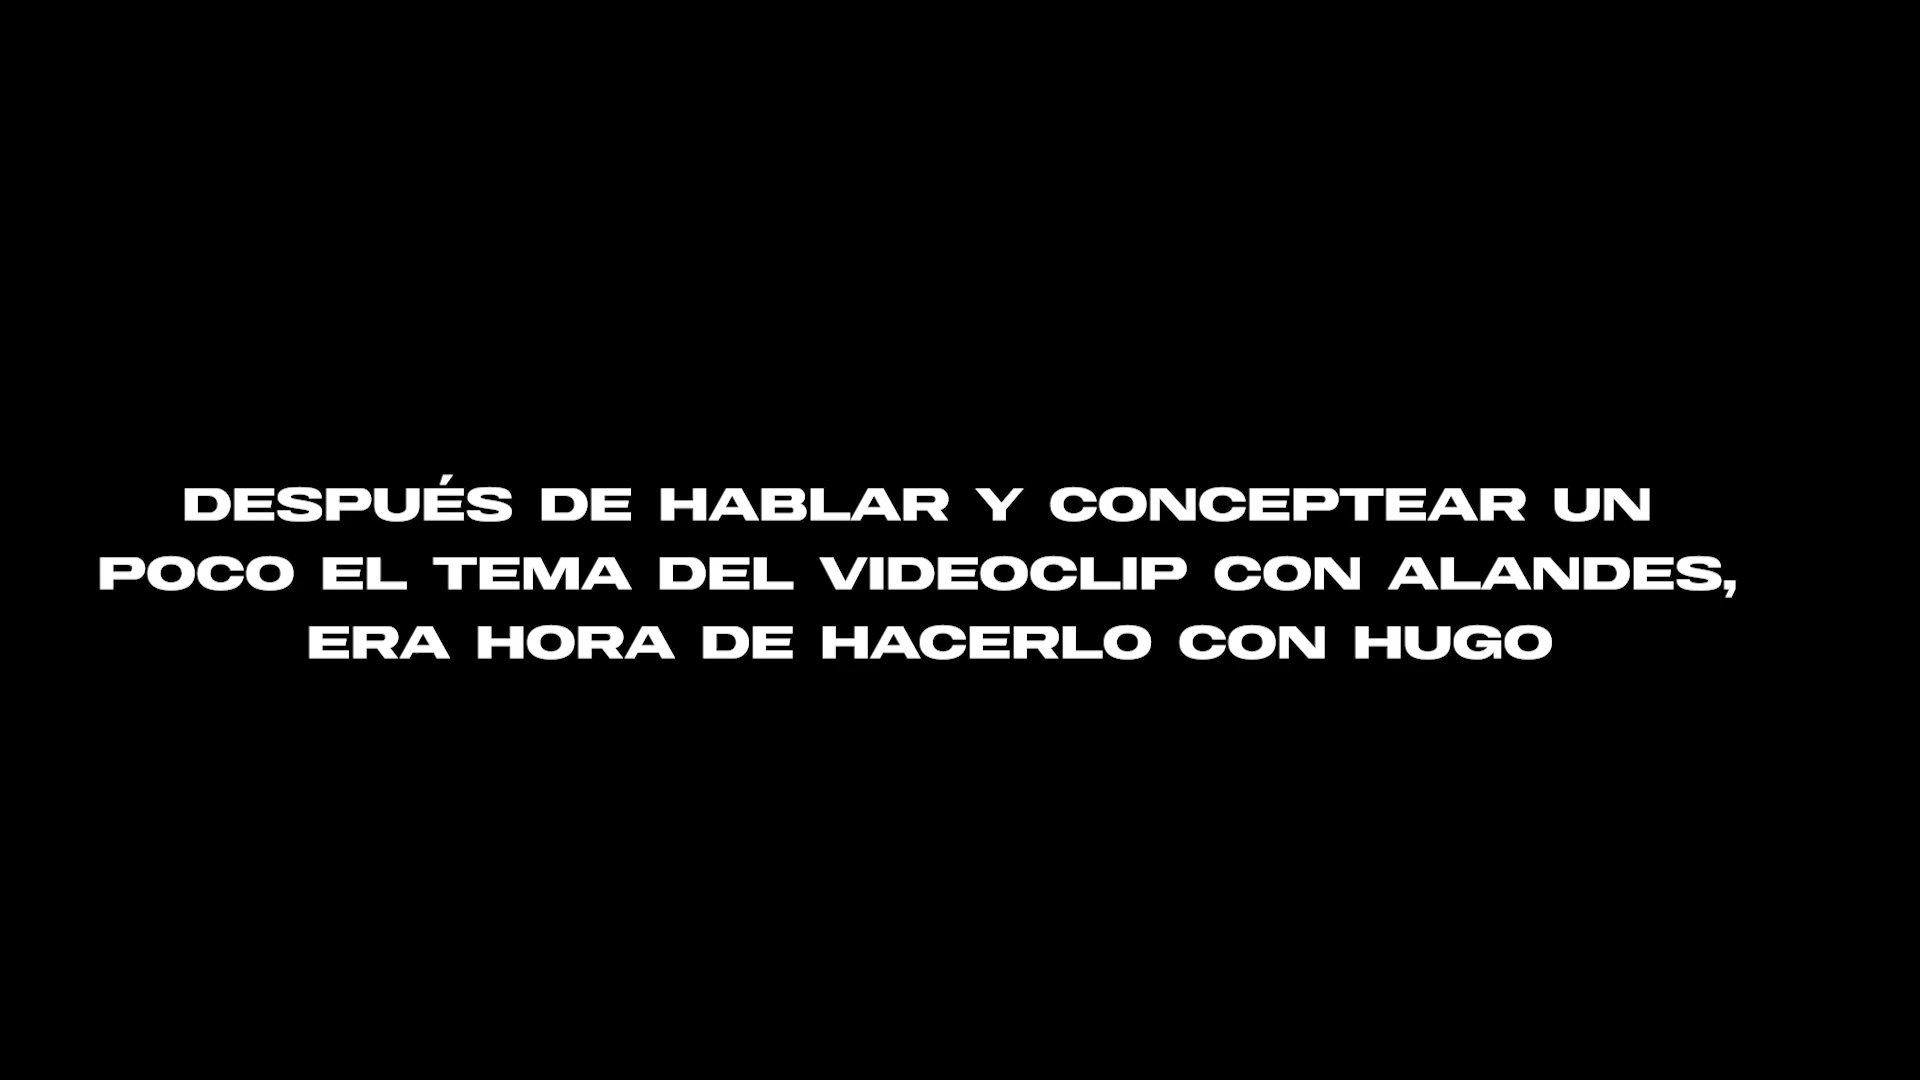 DESPUÉS DE HABLAR Y CONCEPTEAR UN
POCO EL TEMA DEL VIDEOCLIP CON ALANDES,
ERA HORA DE HACERLO CON HUGO